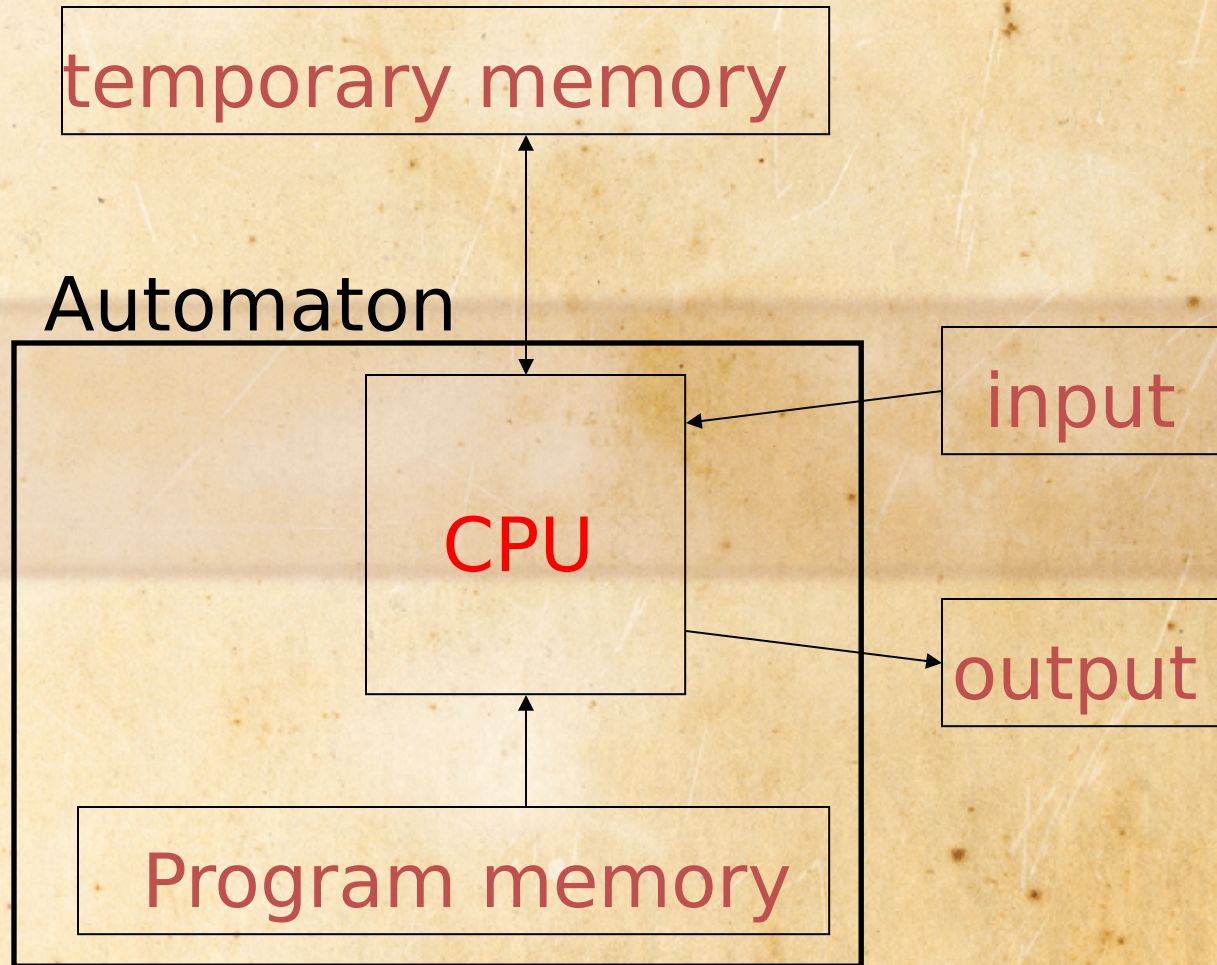 temporary memory
Automaton
input
CPU
output
Program memory